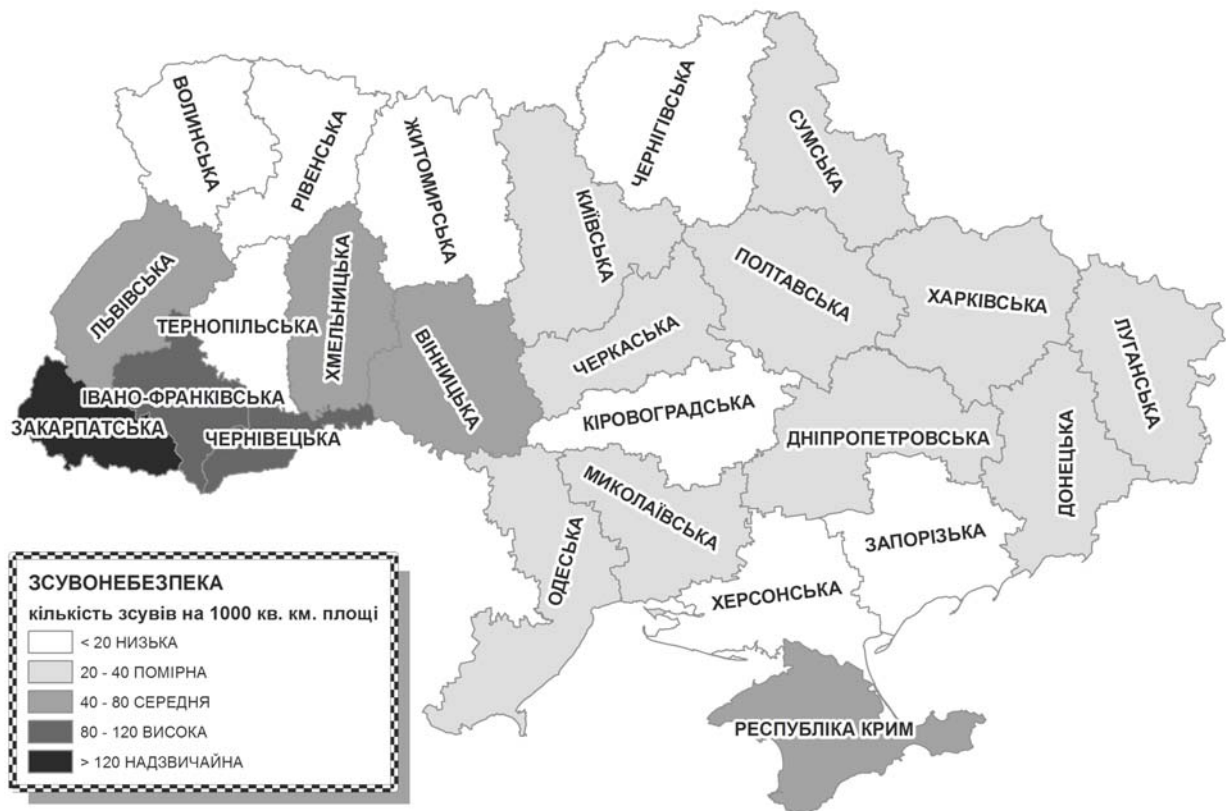 ВОЛИНСЬКА
РІВЕНСЬКА
ЖИТОМИРСЬКА
ЧЕРНІГІВСЬКА
СУМСЬКА
КИЇВСЬКА
ЛЬВІВСЬКА
ТЕРНОПІЛЬСЬКА
ХМЕЛЬНИЦЬКА
ВІННИЦЬКА
ЧЕРКАСЬКА
ПОЛТАВСЬКА
ХАРКІВСЬКА
ЛУГАНСЬКА
ІВАНО-ФРАНКІВСЬКА
ЗАКАРПАТСЬКА
ЧЕРНІВЕЦЬКА
КІРОВОГРАДСЬКА
ДНІПРОПЕТРОВСЬКА
ДОНЕЦЬКА
МИКОЛАЇВСЬКА
ОДЕСЬКА
ЗАПОРІЗЬКА
ХЕРСОНСЬКА
РЕСПУБЛІКА КРИМ
ЗСУВОНЕБЕЗПЕКА
кількість зсувів на 1000 кв. км. площі
< 20 НИЗЬКА
20 - 40 ПОМІРНА
40 - 80 СЕРЕДНЯ
80 - 120 ВИСОКА
> 120 НАДЗВИЧАЙНА